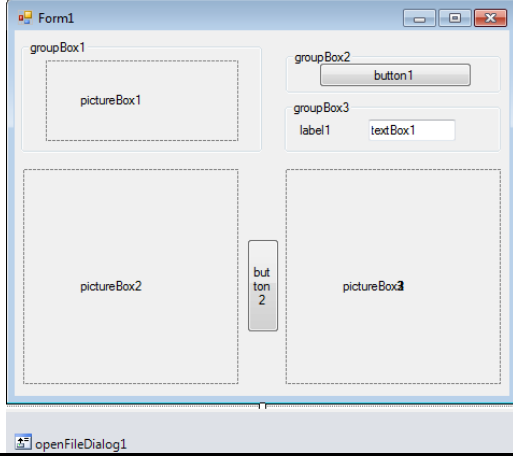 Form1
groupBox1
pictureBox1
groupBox2
button1
groupBox3
label1 textBox1
pictureBox2
but
ton
2
pictureBox3
openFileDialog1